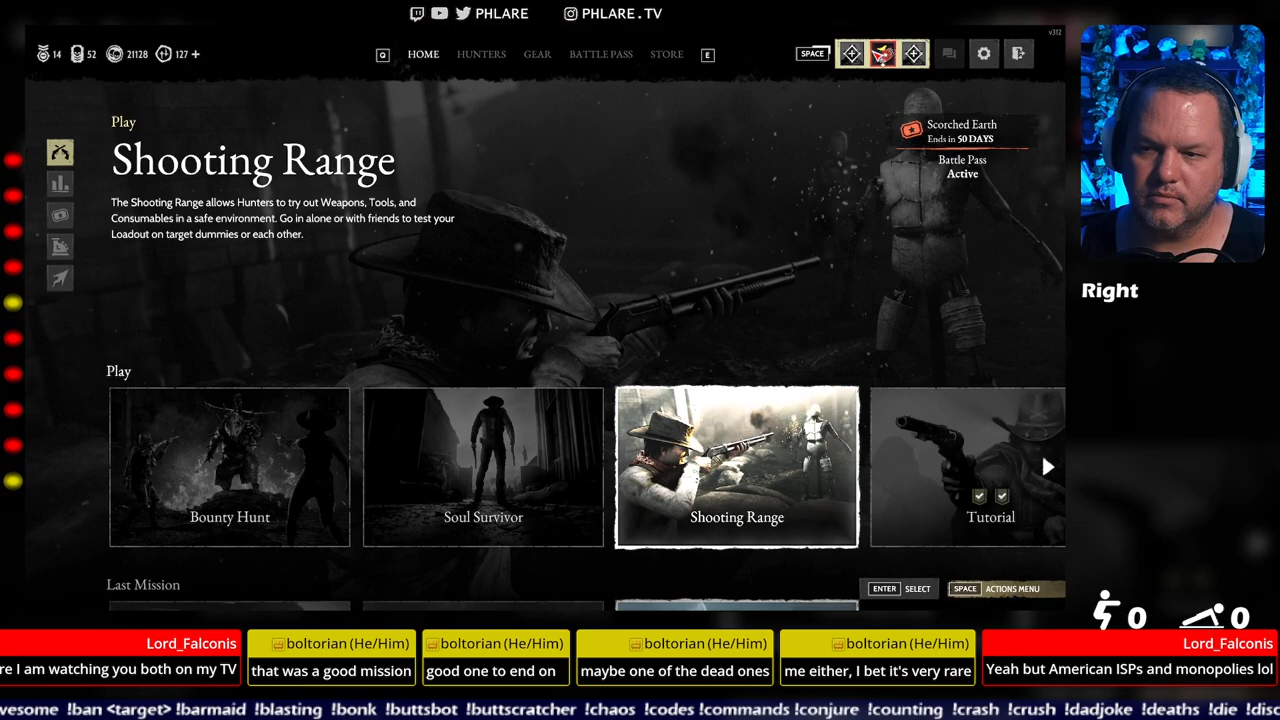 PHLARE PHLARE.TV
v312
14 52 21128 127 +
Q HOME HUNTERS GEAR BATTLE PASS STORE E
SPACE
Play
Shooting Range
The Shooting Range allows Hunters to try out Weapons, Tools, and
Consumables in a safe environment. Go in alone or with friends to test your
Loadout on target dummies or each other.
Scorched Earth
Ends in 50 DAYS
Battle Pass
Active
Right
Play
Bounty Hunt
Soul Survivor
Shooting Range
Tutorial
Last Mission
ENTER SELECT SPACE ACTIONS MENU
0 0
Lord_Falconis
re I am watching you both on my TV
boltorian (He/Him)
that was a good mission
boltorian (He/Him)
good one to end on
boltorian (He/Him)
maybe one of the dead ones
boltorian (He/Him)
me either, I bet it's very rare
Lord_Falconis
Yeah but American ISPs and monopolies lol
vesome !ban <target> !barmaid !blasting !bonk !buttsbot !buttscratcher !chaos !codes !commands !conjure !counting !crash !crush !dadjoke !deaths !die !disc